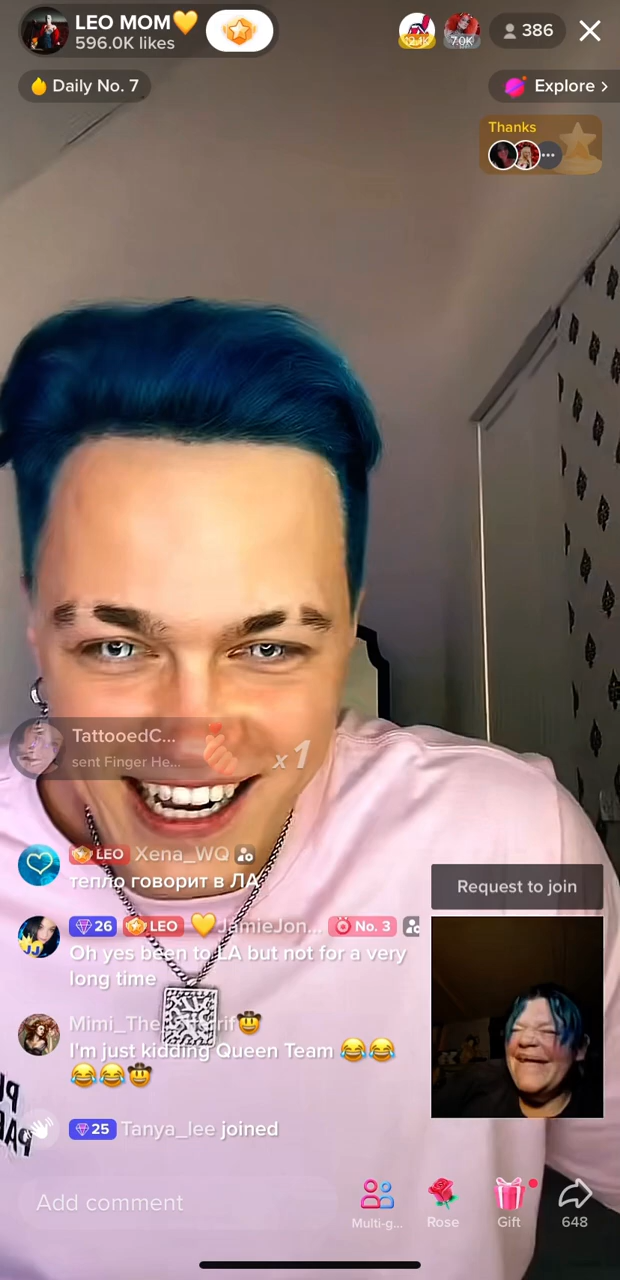 LEO MOM💛
596.0K likes
386
Daily No. 7
Explore >
Thanks
TattooedC...
sent Finger He...
x1
LEO Xena_WQ
тепло говорит в ЛА
26 LEO 💛JamieJon... No. 3
Oh yes been to LA but not for a very
long time
🤠
I'm just kidding Queen Team 😂😂
😂😂🤠
25 Tanya_lee joined
Request to join
Add comment
Multi-g...
Rose
Gift
648